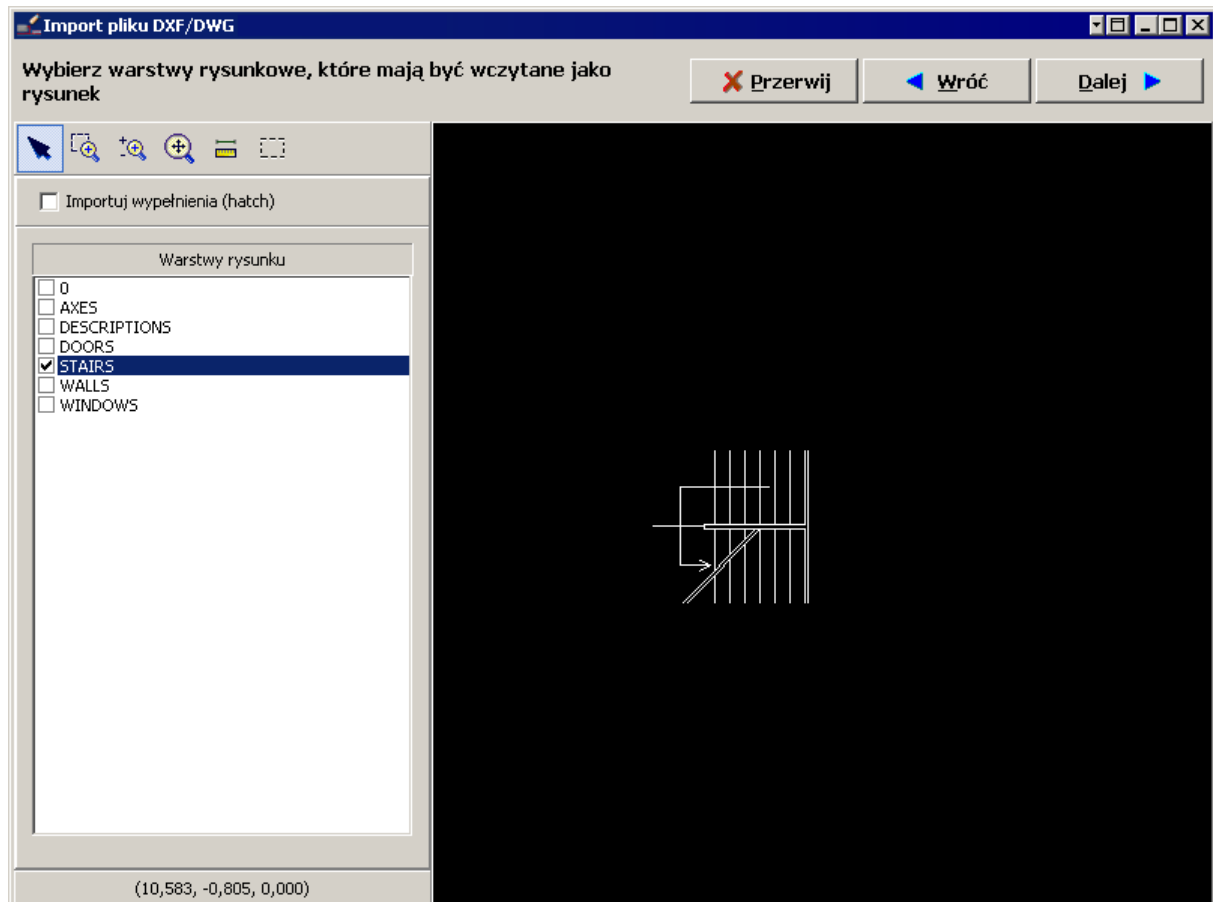 Import pliku DXF/DWG
Wybierz warstwy rysunkowe, które mają być wczytane jako
rysunek
Przerwij
Wróć
Dalej
Importuj wypełnienia (hatch)
Warstwy rysunku
0
AXES
DESCRIPTIONS
DOORS
STAIRS
WALLS
WINDOWS
(10,583, -0,805, 0,000)